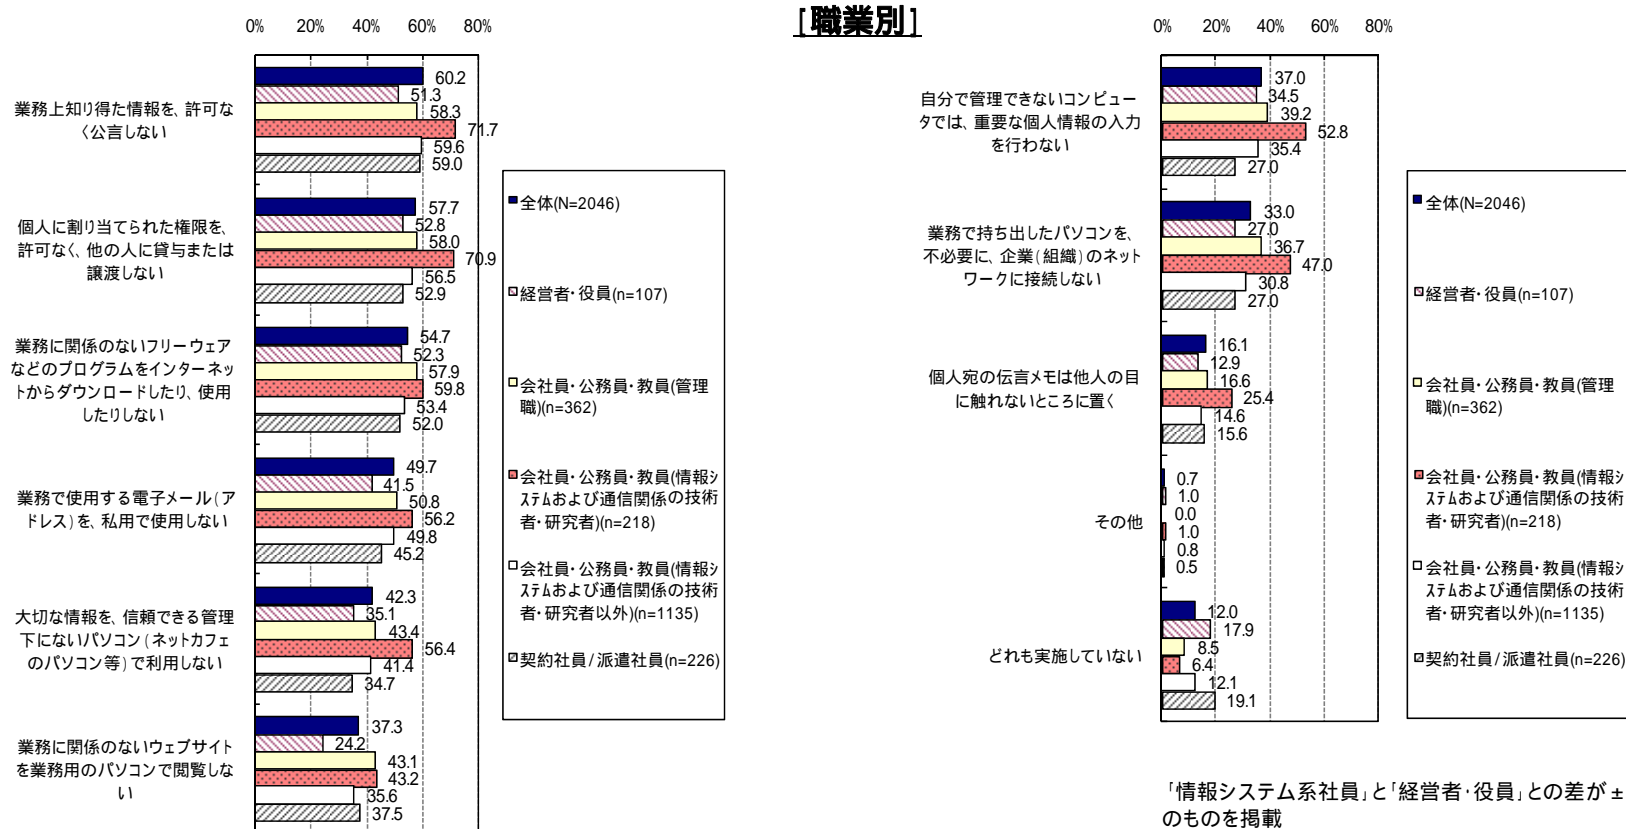 [職業別]
0% 20% 40% 60% 80%
業務上知り得た情報を、許可な
く公言しない
60.2
51.3
58.3
71.7
59.6
59.0
個人に割り当てられた権限を、
許可なく、他の人に貸与または
譲渡しない
57.7
52.8
58.0
70.9
56.5
52.9
業務に関係のないフリーウェア
などのプログラムをインターネッ
トからダウンロードしたり、使用
したりしない
54.7
52.3
57.9
59.8
53.4
52.0
業務で使用する電子メール(ア
ドレス)を、私用で使用しない
49.7
41.5
50.8
56.2
49.8
45.2
大切な情報を、信頼できる管理
下にないパソコン(ネットカフェ
のパソコン等)で利用しない
42.3
35.1
43.4
56.4
41.4
34.7
業務に関係のないウェブサイト
を業務用のパソコンで閲覧しな
い
37.3
24.2
43.1
43.2
35.6
37.5
全体(N=2046)
経営者・役員(n=107)
会社員・公務員・教員(管理
職)(n=362)
会社員・公務員・教員(情報シ
ステムおよび通信関係の技術
者・研究者)(n=218)
会社員・公務員・教員(情報シ
ステムおよび通信関係の技術
者・研究者以外)(n=1135)
契約社員/派遣社員(n=226)
0% 20% 40% 60% 80%
自分で管理できないコンピュー
タでは、重要な個人情報の入力
を行わない
37.0
34.5
39.2
52.8
35.4
27.0
業務で持ち出したパソコンを、
不必要に、企業(組織)のネット
ワークに接続しない
33.0
27.0
36.7
47.0
30.8
27.0
個人宛の伝言メモは他人の目
に触れないところに置く
16.1
12.9
16.6
25.4
14.6
15.6
その他
0.7
1.0
0.0
1.0
0.8
0.5
どれも実施していない
12.0
17.9
8.5
6.4
12.1
19.1
全体(N=2046)
経営者・役員(n=107)
会社員・公務員・教員(管理
職)(n=362)
会社員・公務員・教員(情報シ
ステムおよび通信関係の技術
者・研究者)(n=218)
会社員・公務員・教員(情報シ
ステムおよび通信関係の技術
者・研究者以外)(n=1135)
契約社員/派遣社員(n=226)
「情報システム系社員」と「経営者・役員」との差が±
のものを掲載